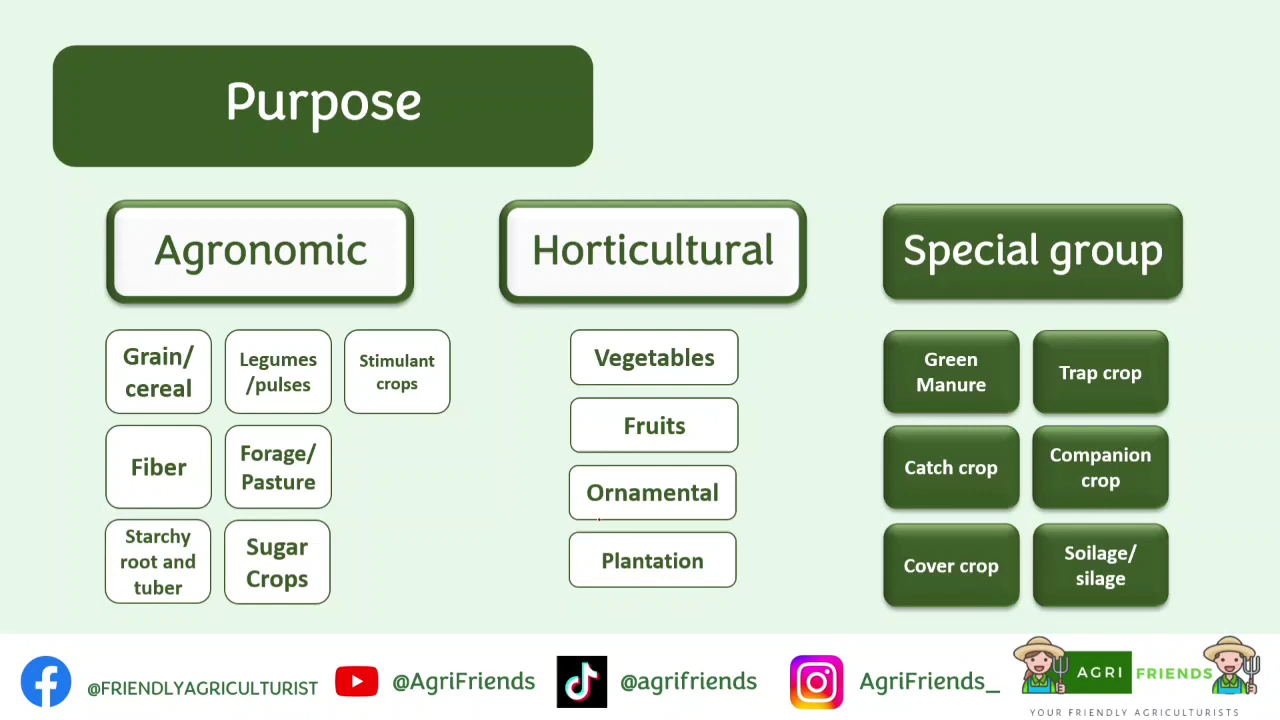 Purpose
Agronomic
Grain/
cereal
Legumes
/pulses
Stimulant
crops
Fiber
Forage/
Pasture
Starchy
root and
tuber
Sugar
Crops
Horticultural
Vegetables
Fruits
Ornamental
Plantation
Special group
Green
Manure
Trap crop
Catch crop
Companion
crop
Cover crop
Soilage/
silage
@FRIENDLYAGRICULTURIST
@AgriFriends
@agrifriends
AgriFriends_
AGRI FRIENDS
YOUR FRIENDLY AGRICULTURISTS